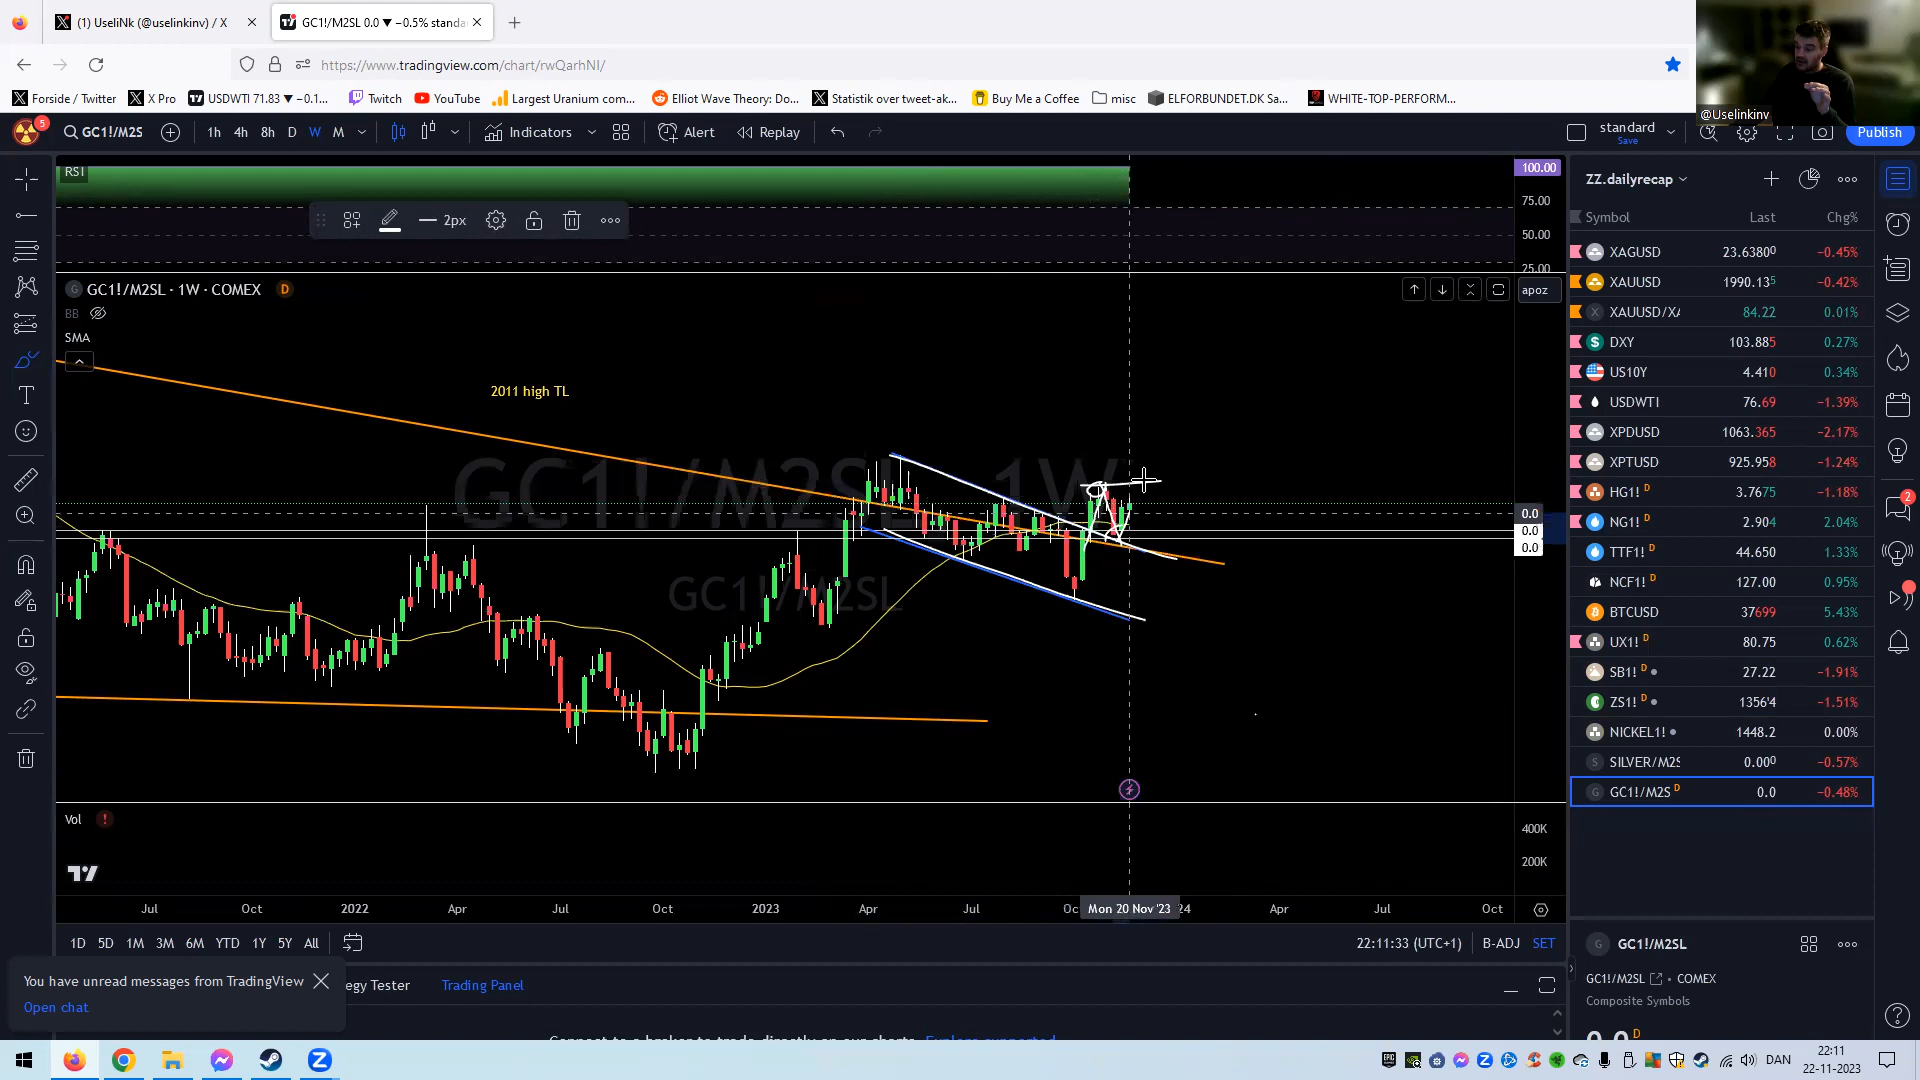 (1) UseliNk (@uselinkinv) / X
GC1!/M2SL 0.0 ▼ −0.5% standa
https://www.tradingview.com/chart/rwQarhNI/
Forside / Twitter
X Pro
USDWTI 71.83 ▼ −0.1...
Twitch
YouTube
Largest Uranium com...
Elliot Wave Theory: Do...
Statistik over tweet-ak...
Buy Me a Coffee
misc
ELFORBUNDET.DK Sa...
WHITE-TOP-PERFORM...
@Uselinkinv
5
GC1!/M2S
1h 4h 8h D W M
Indicators
Alert
Replay
standard
Save
Publish
RSI
2px
100.00
75.00
50.00
25.00
GC1!/M2SL · 1W · COMEX D
BB
SMA
apoz
2011 high TL
GC1!/M2SL 1W
GC1!/M2SL
0.0
0.0
0.0
Vol
400K
200K
Jul Oct 2022 Apr Jul Oct 2023 Apr Jul Oc Mon 20 Nov '23 24 Apr Jul Oct
1D 5D 1M 3M 6M YTD 1Y 5Y All
22:11:33 (UTC+1) B-ADJ SET
You have unread messages from TradingView
Open chat
egy Tester
Trading Panel
ZZ.dailyrecap
Symbol Last Chg%
XAGUSD 23.6380 −0.45%
XAUUSD 1990.135 −0.42%
XAUUSD/XA 84.22 0.01%
DXY 103.885 0.27%
US10Y 4.410 0.34%
USDWTI 76.69 −1.39%
XPDUSD 1063.365 −2.17%
XPTUSD 925.958 −1.24%
HG1! D 3.7675 −1.18%
NG1! D 2.904 2.04%
TTF1! D 44.650 1.33%
NCF1! D 127.00 0.95%
BTCUSD 37699 5.43%
UX1! D 80.75 0.62%
SB1! D 27.22 −1.91%
ZS1! D 1356'4 −1.51%
NICKEL1! 1448.2 0.00%
SILVER/M2S 0.000 −0.57%
GC1!/M2S D 0.0 −0.48%
2
GC1!/M2SL
GC1!/M2SL • COMEX
Composite Symbols
D
DAN
22:11
22-11-2023